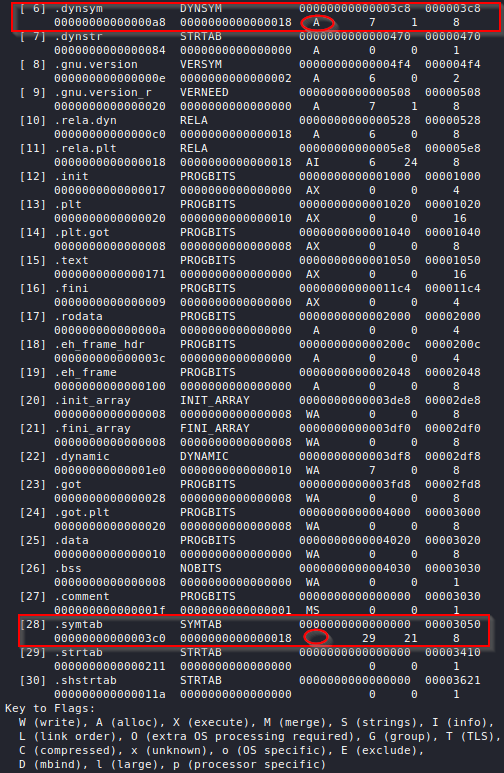 [ 6] .dynsym DYNSYM 00000000000003c8 000003c8
00000000000000a8 0000000000000018 A 7 1 8
[ 7] .dynstr STRTAB 0000000000000470 00000470
0000000000000084 0000000000000000 A 0 0 1
[ 8] .gnu.version VERSYM 00000000000004f4 000004f4
000000000000000e 0000000000000002 A 6 0 2
[ 9] .gnu.version_r VERNEED 0000000000000508 00000508
0000000000000020 0000000000000000 A 7 1 8
[10] .rela.dyn RELA 0000000000000528 00000528
00000000000000c0 0000000000000018 A 6 0 8
[11] .rela.plt RELA 00000000000005e8 000005e8
0000000000000018 0000000000000018 AI 6 24 8
[12] .init PROGBITS 0000000000001000 00001000
0000000000000017 0000000000000000 AX 0 0 4
[13] .plt PROGBITS 0000000000001020 00001020
0000000000000020 0000000000000010 AX 0 0 16
[14] .plt.got PROGBITS 0000000000001040 00001040
0000000000000008 0000000000000008 AX 0 0 8
[15] .text PROGBITS 0000000000001050 00001050
0000000000000171 0000000000000000 AX 0 0 16
[16] .fini PROGBITS 00000000000011c4 000011c4
0000000000000009 0000000000000000 AX 0 0 4
[17] .rodata PROGBITS 0000000000002000 00002000
000000000000000a 0000000000000000 A 0 0 4
[18] .eh_frame_hdr PROGBITS 000000000000200c 0000200c
000000000000003c 0000000000000000 A 0 0 4
[19] .eh_frame PROGBITS 0000000000002048 00002048
0000000000000100 0000000000000000 A 0 0 8
[20] .init_array INIT_ARRAY 0000000000003de8 00002de8
0000000000000008 0000000000000008 WA 0 0 8
[21] .fini_array FINI_ARRAY 0000000000003df0 00002df0
0000000000000008 0000000000000008 WA 0 0 8
[22] .dynamic DYNAMIC 0000000000003df8 00002df8
00000000000001e0 0000000000000010 WA 7 0 8
[23] .got PROGBITS 0000000000003fd8 00002fd8
0000000000000028 0000000000000008 WA 0 0 8
[24] .got.plt PROGBITS 0000000000004000 00003000
0000000000000020 0000000000000008 WA 0 0 8
[25] .data PROGBITS 0000000000004020 00003020
0000000000000010 0000000000000000 WA 0 0 8
[26] .bss NOBITS 0000000000004030 00003030
0000000000000008 0000000000000000 WA 0 0 1
[27] .comment PROGBITS 0000000000000000 00003030
000000000000001f 0000000000000001 MS 0 0 1
[28] .symtab SYMTAB 0000000000000000 00003050
00000000000003c0 0000000000000018 29 21 8
[29] .strtab STRTAB 0000000000000000 00003410
0000000000000211 0000000000000000 0 0 1
[30] .shstrtab STRTAB 0000000000000000 00003621
000000000000011a 0000000000000000 0 0 1
Key to Flags:
W (write), A (alloc), X (execute), M (merge), S (strings), I (info),
L (link order), O (extra OS processing required), G (group), T (TLS),
C (compressed), x (unknown), o (OS specific), E (exclude),
D (mbind), l (large), p (processor specific)